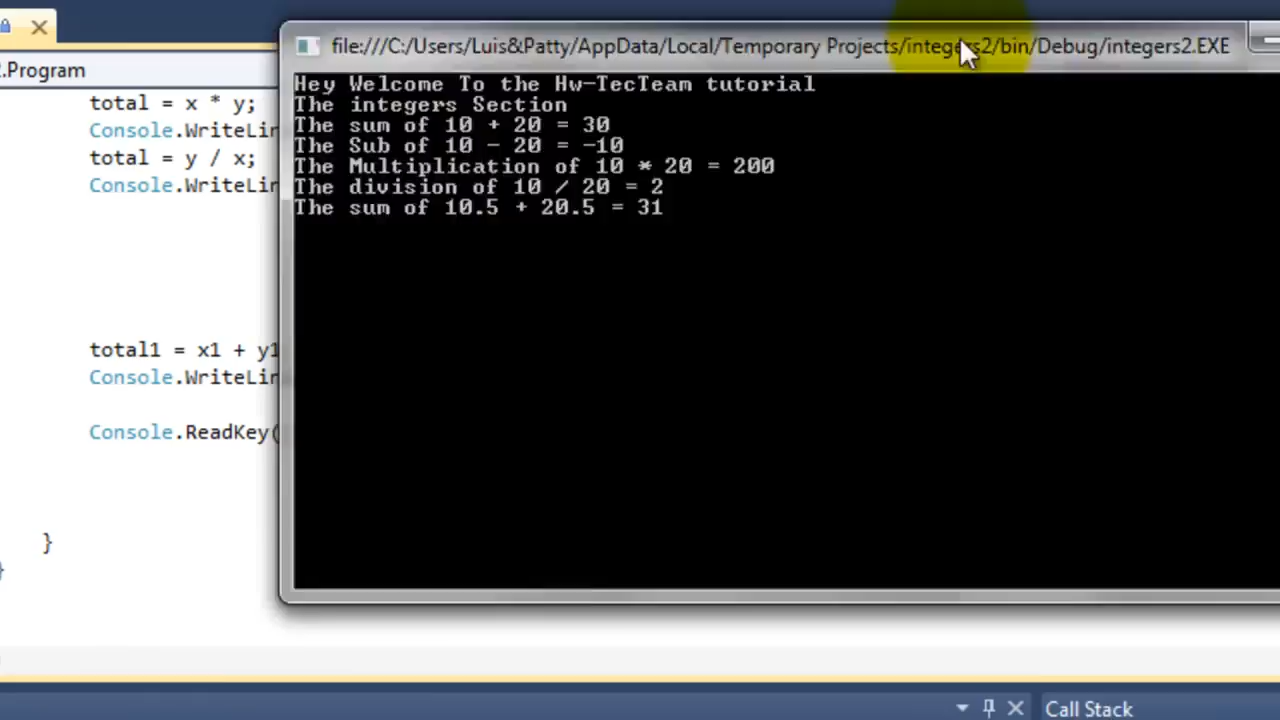 file:///C:/Users/Luis&Patty/AppData/Local/Temporary Projects/integers2/bin/Debug/integers2.EXE
.Program
total = x * y;
Console.WriteLin
total = y / x;
Console.WriteLin
total1 = x1 + y1
Console.WriteLin
Console.ReadKey(
}
}
Hey Welcome To the Hw-TecTeam tutorial
The integers Section
The sum of 10 + 20 = 30
The Sub of 10 - 20 = -10
The Multiplication of 10 * 20 = 200
The division of 10 / 20 = 2
The sum of 10.5 + 20.5 = 31
Call Stack